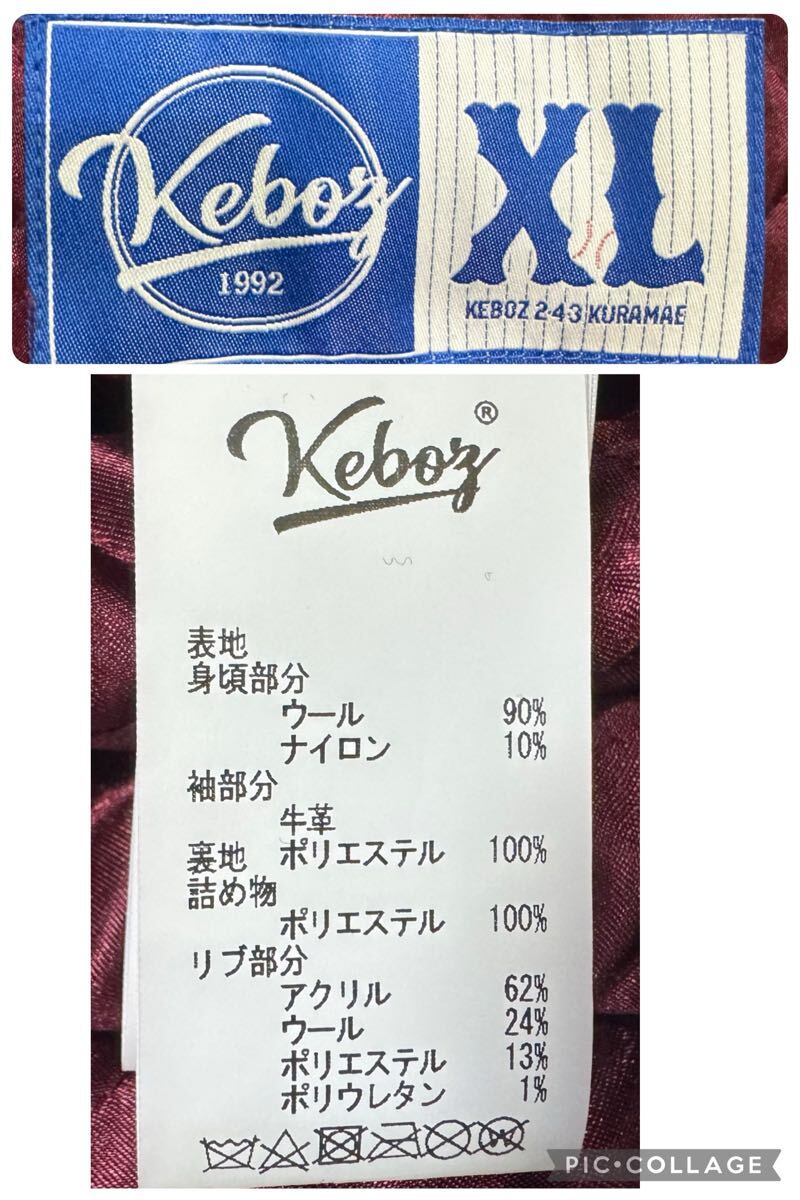 Keboz
1992
XL
KEBOZ 2-43 KURAMAE
Keboz®
表地
身頃部分
ウール 90%
ナイロン 10%
袖部分
牛革
裏地 ポリエステル 100%
詰め物
ポリエステル 100%
リブ部分
アクリル 62%
ウール 24%
ポリエステル 13%
ポリウレタン 1%
PIC•COLLAGE